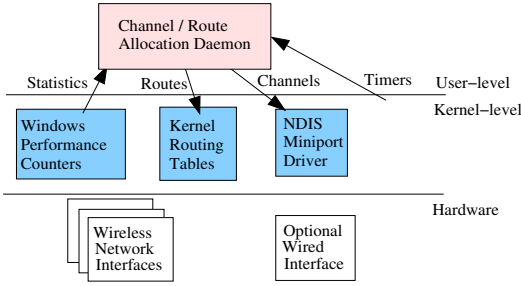 Channel / Route
Allocation Daemon
Statistics
Routes
Channels
Timers
User−level
Kernel−level
Windows
Performance
Counters
Kernel
Routing
Tables
NDIS
Miniport
Driver
Hardware
Wireless
Network
Interfaces
Optional
Wired
Interface